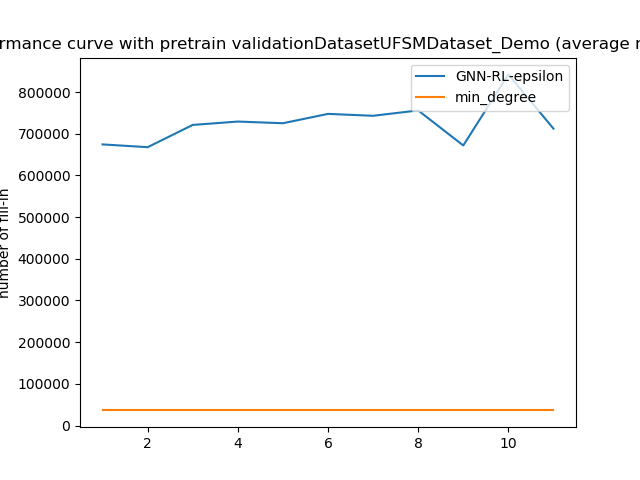 rmance curve with pretrain validationDatasetUFSMDataset_Demo (average
GNN-RL-epsilon
min_degree
800000
700000
600000
500000
400000
300000
200000
100000
0
number of fill-in
2 4 6 8 10